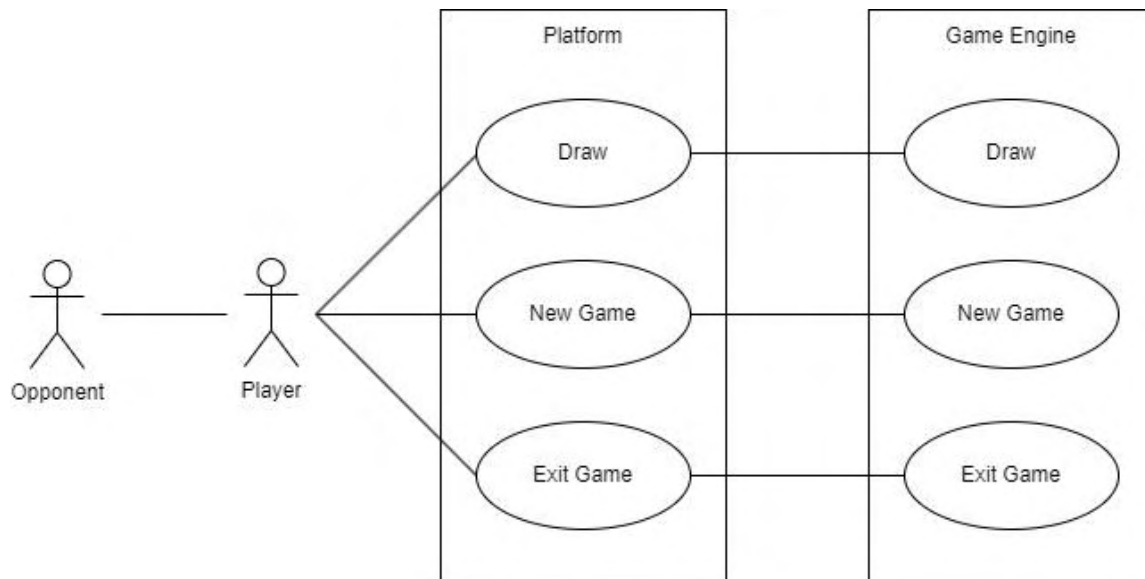 Platform
Game Engine
Draw
Draw
New Game
New Game
Opponent
Player
Exit Game
Exit Game